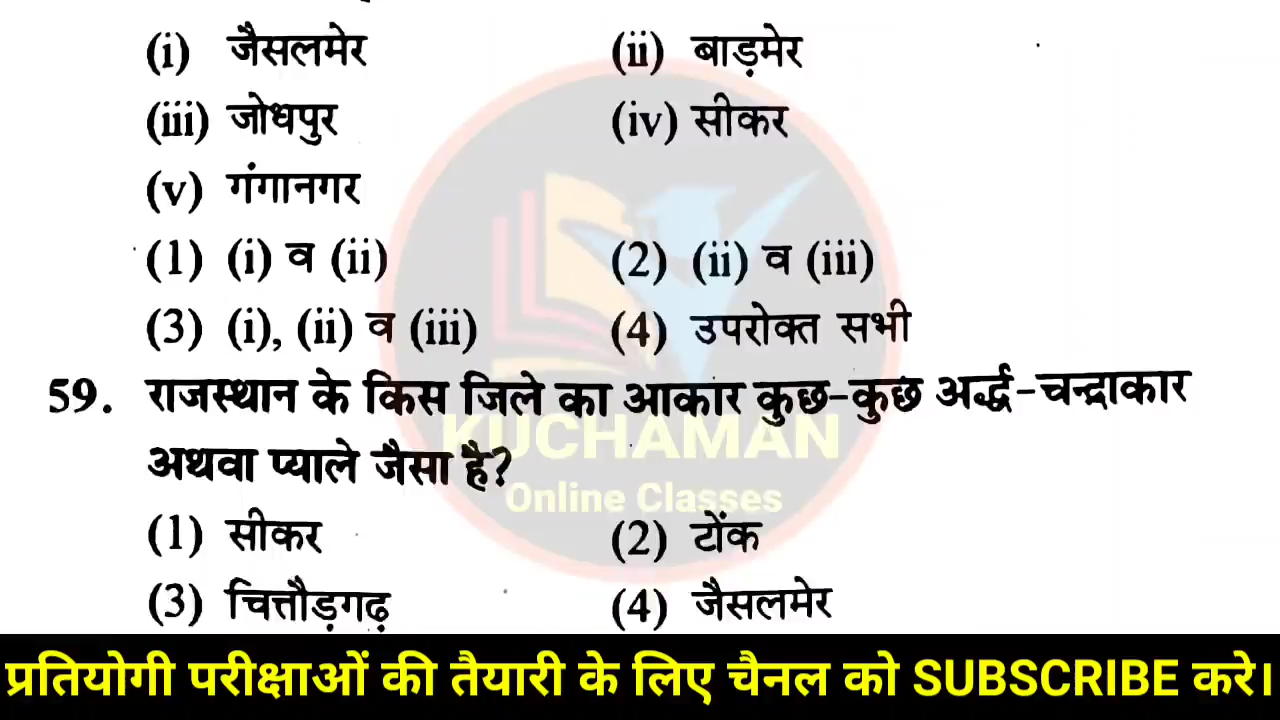 (i) जैसलमेर (ii) बाड़मेर
(iii) जोधपुर (iv) सीकर
(v) गंगानगर
(1) (i) व (ii) (2) (ii) व (iii)
(3) (i), (ii) व (iii) (4) उपरोक्त सभी
59. राजस्थान के किस जिले का आकार कुछ-कुछ अर्द्ध-चन्द्राकार
अथवा प्याले जैसा है?
KUCHAMAN
Online Classes
(1) सीकर (2) टोंक
(3) चित्तौड़गढ़ (4) जैसलमेर
प्रतियोगी परीक्षाओं की तैयारी के लिए चैनल को SUBSCRIBE करे।